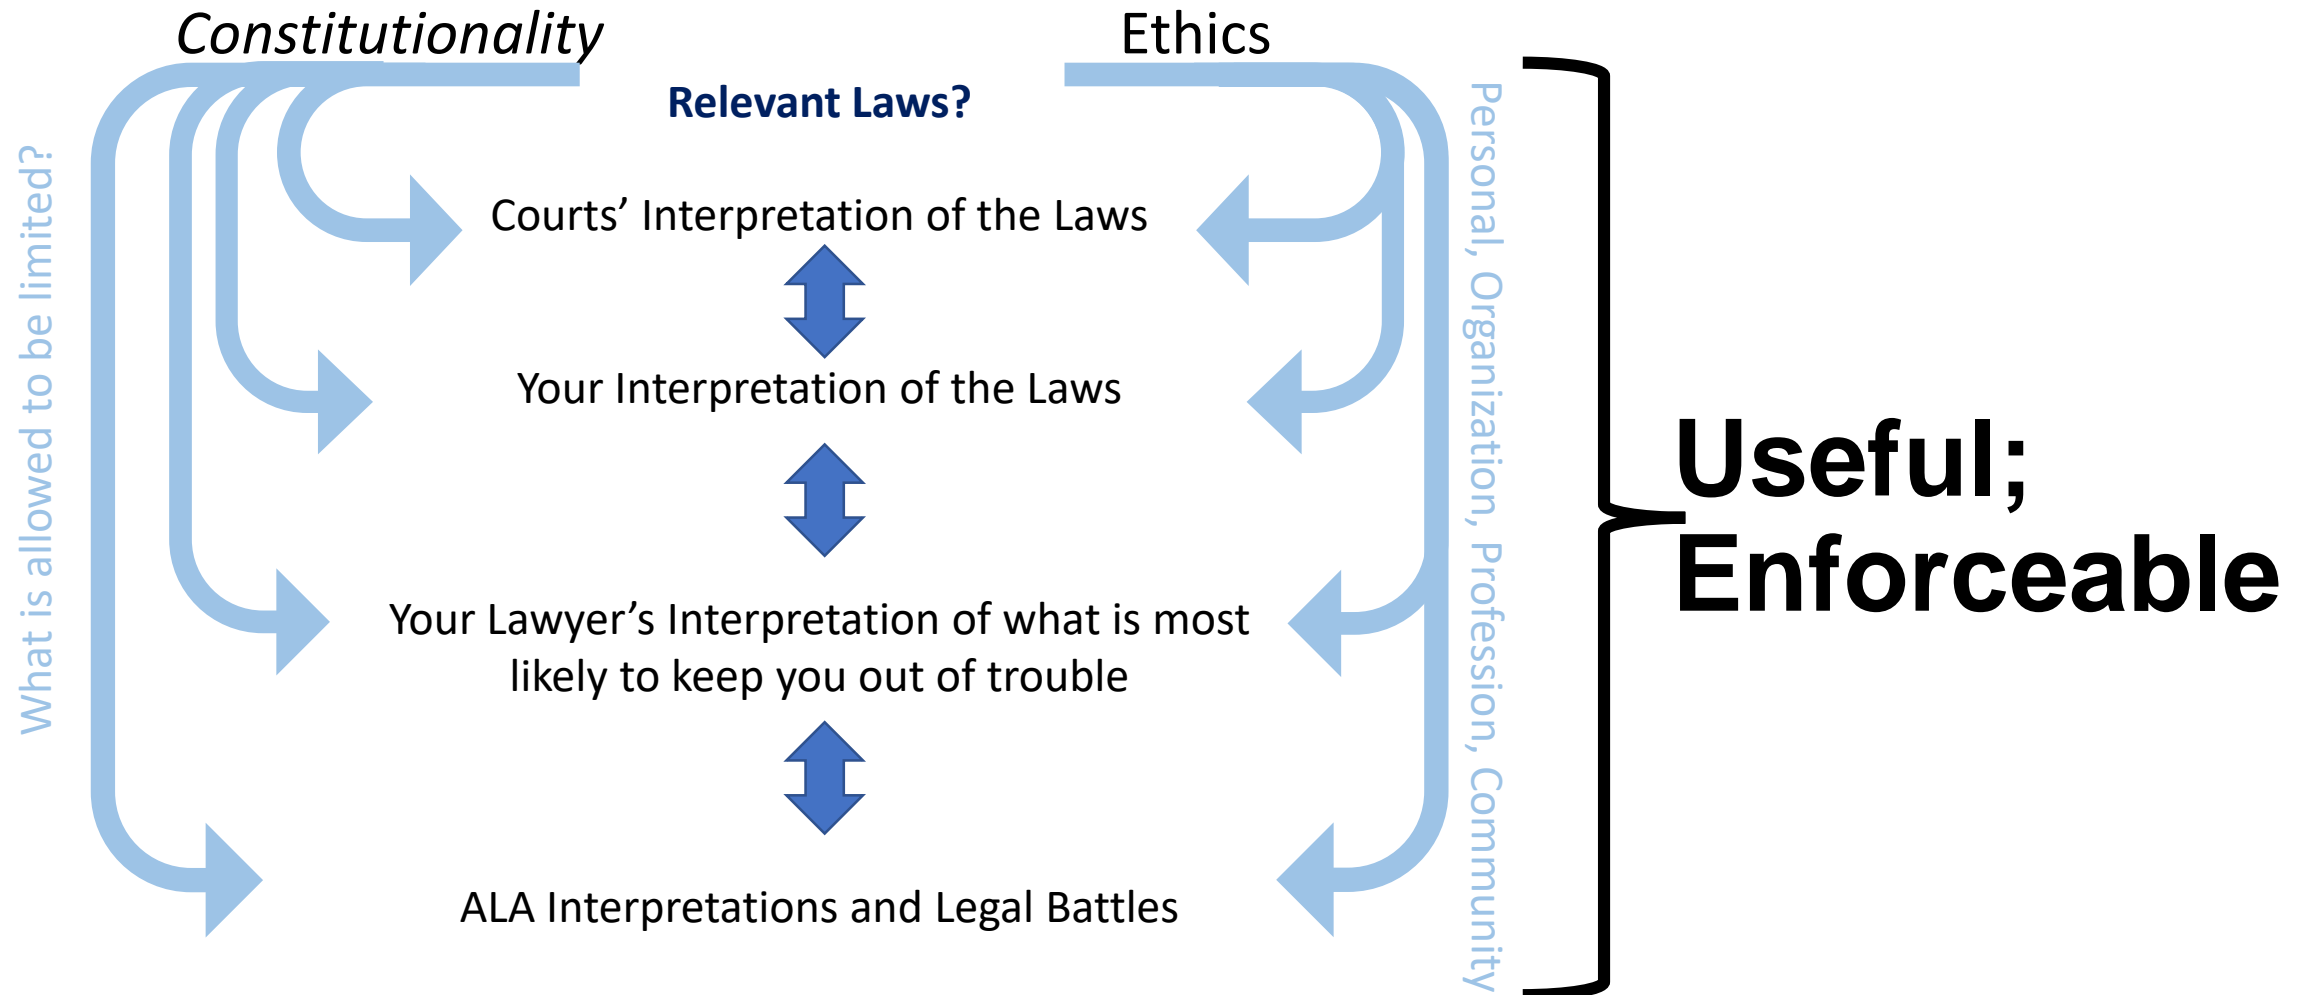 Constitutionality
Ethics
Relevant Laws?
What is allowed to be limited?
Courts’ Interpretation of the Laws
Your Interpretation of the Laws
Your Lawyer’s Interpretation of what is most
likely to keep you out of trouble
ALA Interpretations and Legal Battles
Personal, Organization, Profession, Community
Useful;
Enforceable